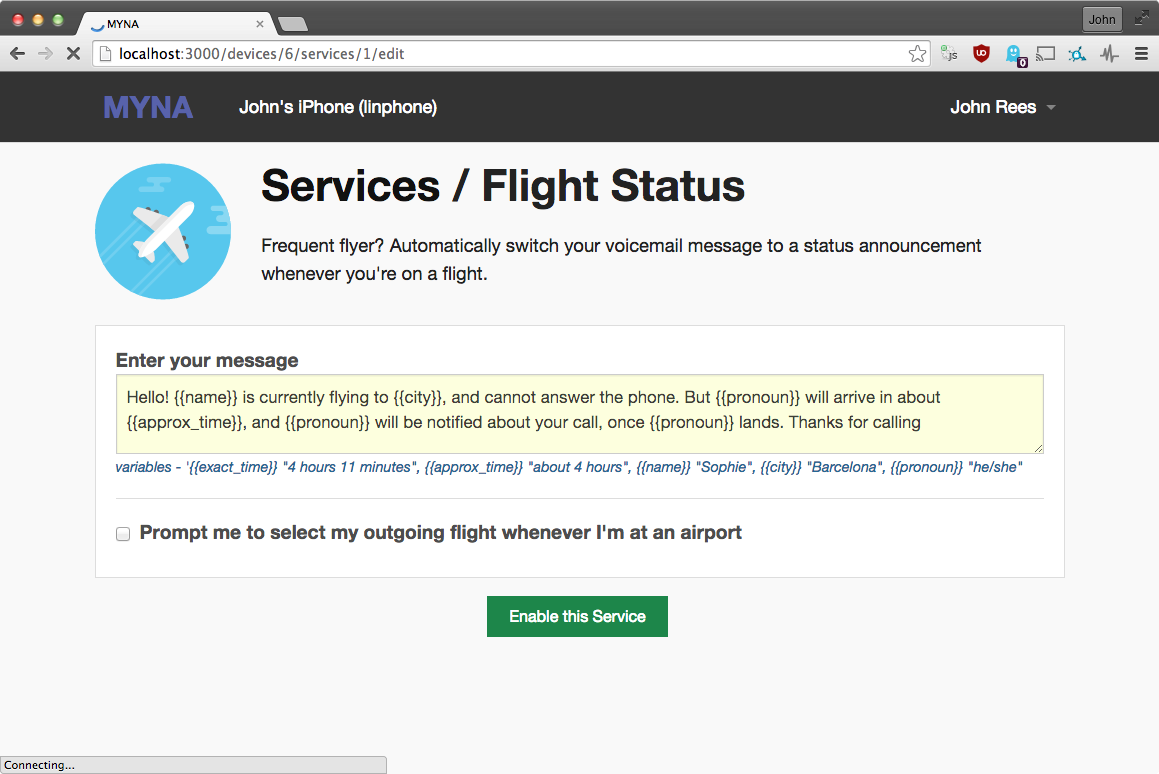 MYNA
John
localhost:3000/devices/6/services/1/edit
JS
UD
0
MYNA
John's iPhone (linphone)
John Rees
Services / Flight Status
Frequent flyer? Automatically switch your voicemail message to a status announcement
whenever you're on a flight.
Enter your message
Hello! {{name}} is currently flying to {{city}}, and cannot answer the phone. But {{pronoun}} will arrive in about
{{approx_time}}, and {{pronoun}} will be notified about your call, once {{pronoun}} lands. Thanks for calling
variables - '{{exact_time}} "4 hours 11 minutes", {{approx_time}} "about 4 hours", {{name}} "Sophie", {{city}} "Barcelona", {{pronoun}} "he/she"
Prompt me to select my outgoing flight whenever I'm at an airport
Enable this Service
Connecting...